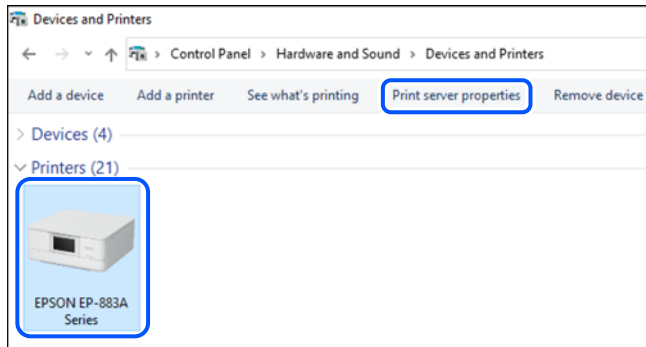 Devices and Printers
Control Panel > Hardware and Sound > Devices and Printers
Add a device Add a printer See what's printing Print server properties Remove device
Devices (4)
Printers (21)
EPSON EP-883A
Series